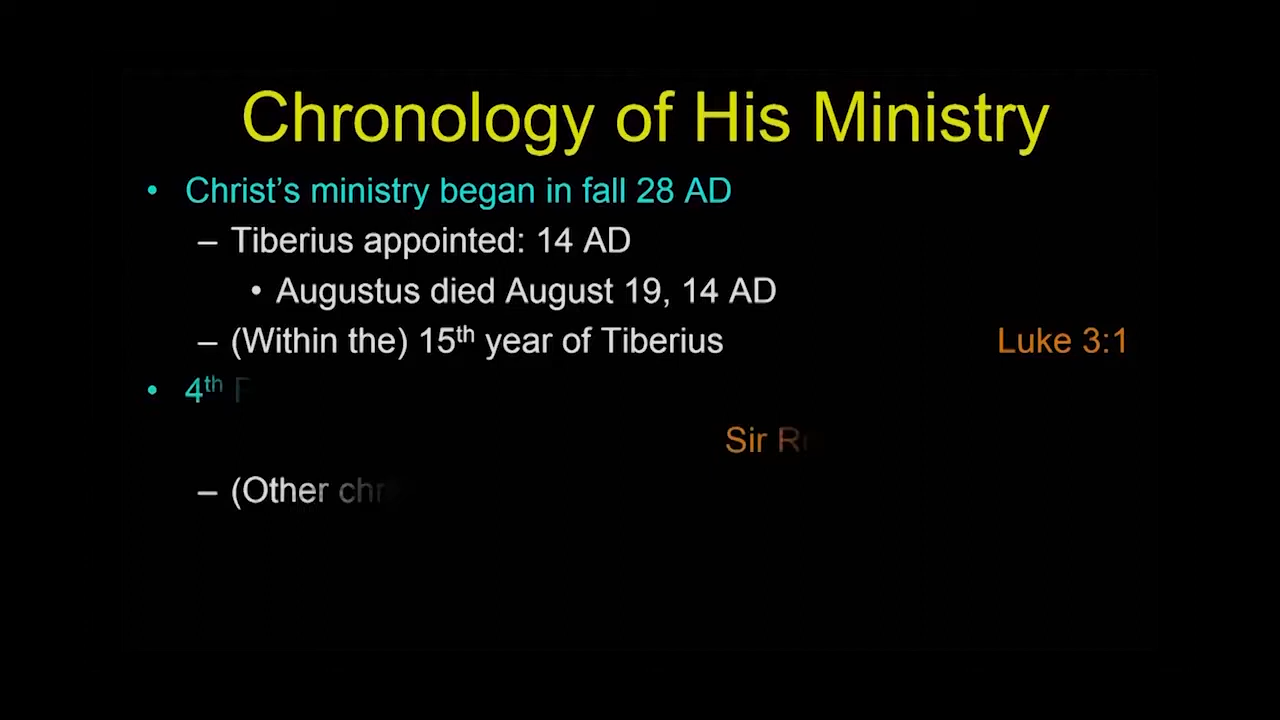 Chronology of His Ministry
• Christ's ministry began in fall 28 AD
– Tiberius appointed: 14 AD
• Augustus died August 19, 14 AD
– (Within the) 15th year of Tiberius Luke 3:1
• 4th
Sir
– (Other